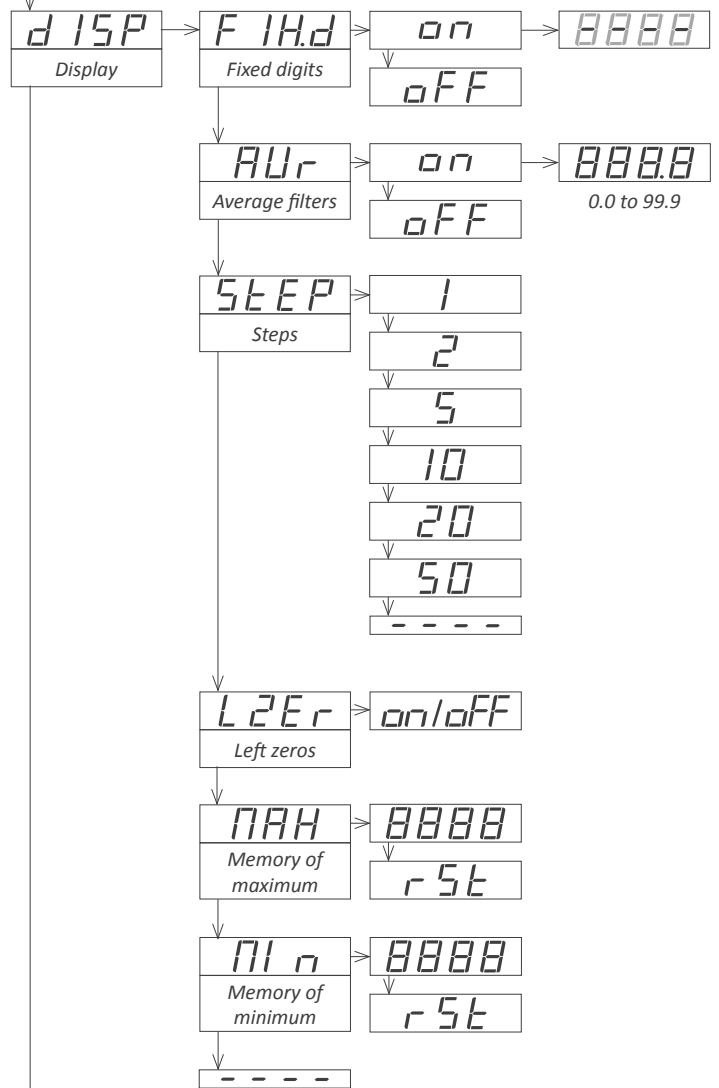 dISP
Display
FIH.d
Fixed digits
on
8888
oFF
AVr
Average filters
on
888.8
0.0 to 99.9
oFF
StEP
Steps
1
2
5
10
20
50
----
LZEr
Left zeros
on/oFF
MAH
Memory of
maximum
8888
rSt
MIn
Memory of
minimum
8888
rSt
----